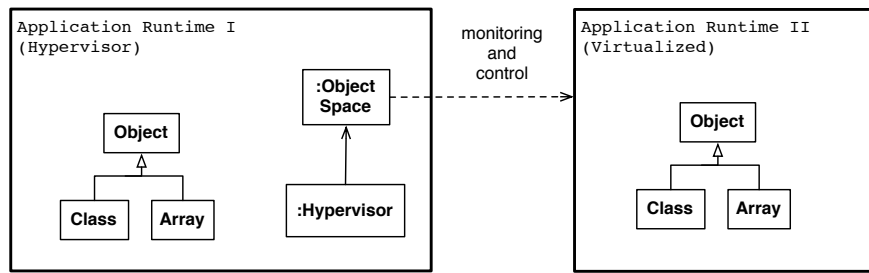 Application Runtime I
(Hypervisor)
:Object
Space
Object
Class
Array
:Hypervisor
monitoring
and
control
Application Runtime II
(Virtualized)
Object
Class
Array